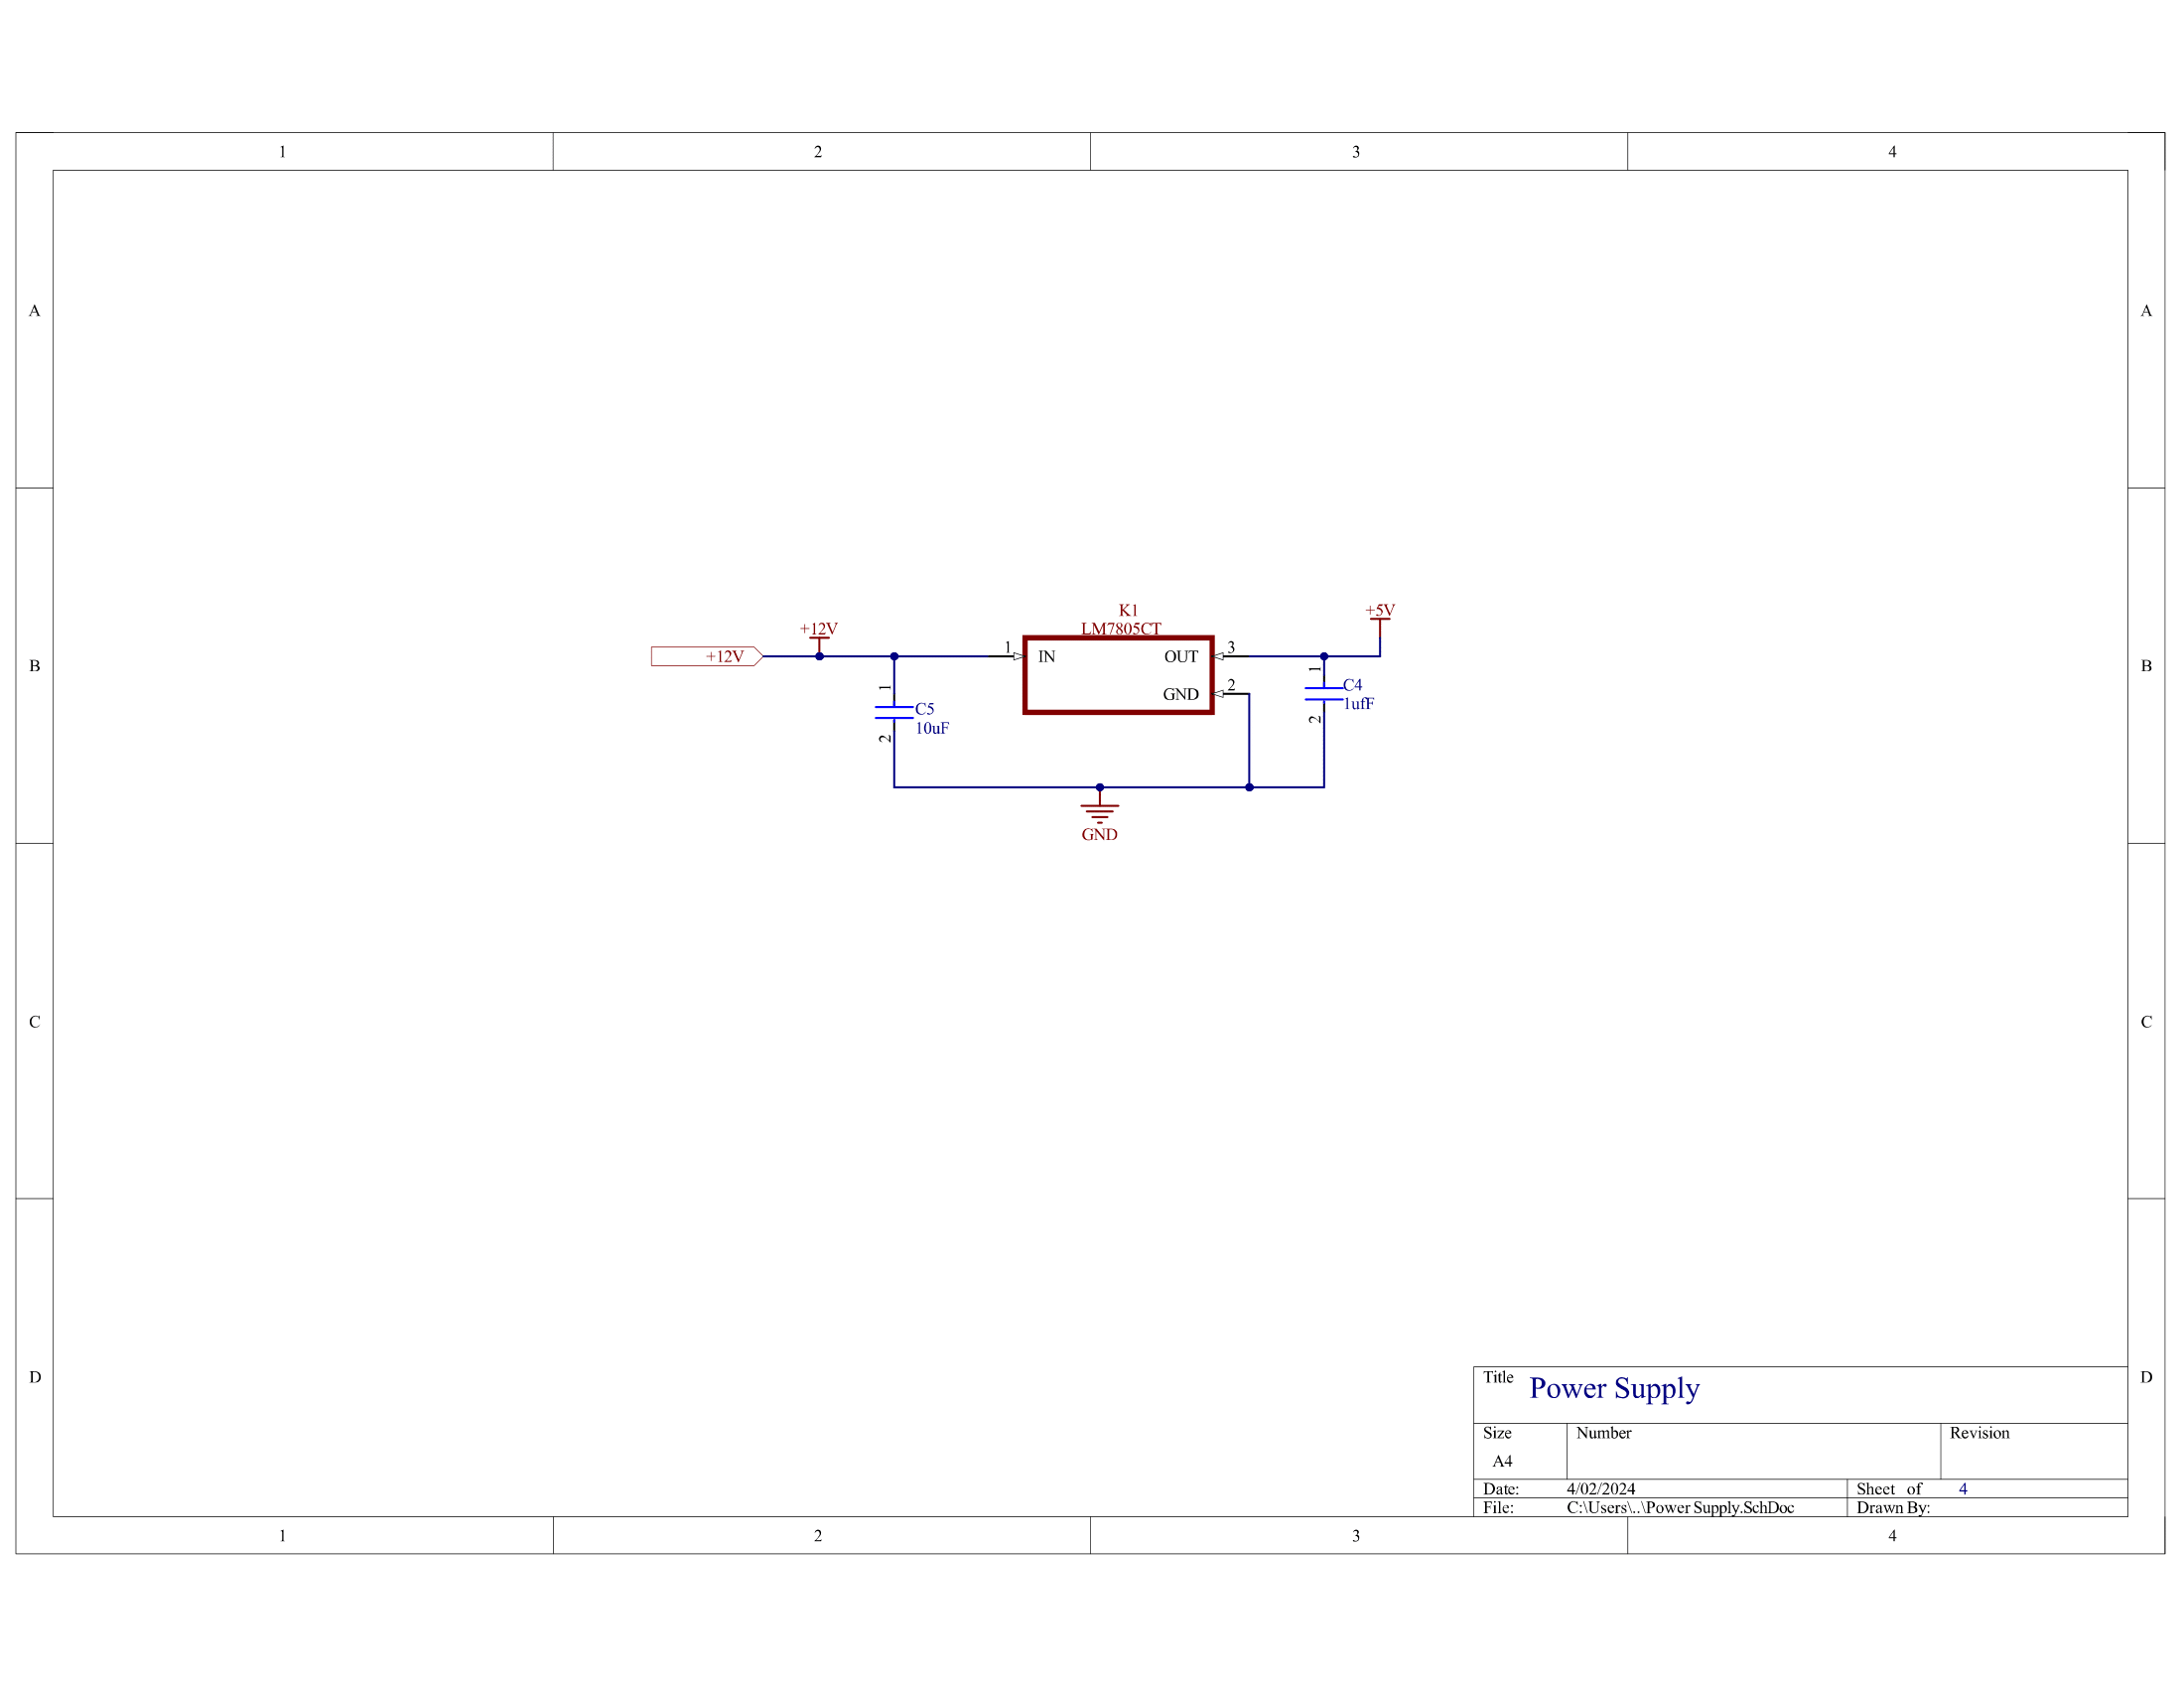 1 2 3 4
A A
+5V
K1
+12V LM7805CT
+12V 1 IN OUT 3
B B
1 GND 2 1 C4
1ufF
C5 2
10uF
2
GND
C C
D D
Title Power Supply
Size Number Revision
A4
Date: 4/02/2024 Sheet of 4
File: C:\Users\..\Power Supply.SchDoc Drawn By:
1 2 3 4